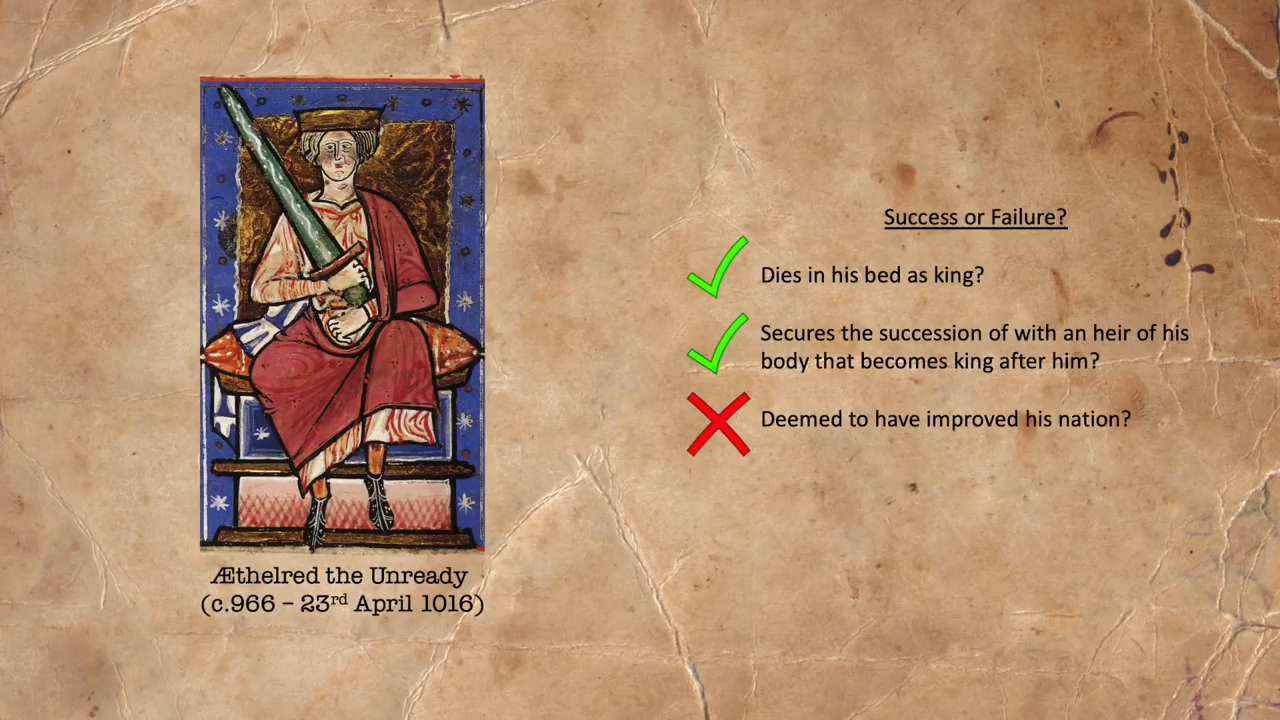 Success or Failure?
Dies in his bed as king?
Secures the succession of with an heir of his
body that becomes king after him?
Deemed to have improved his nation?
Æthelred the Unready
(c.966 – 23rd April 1016)